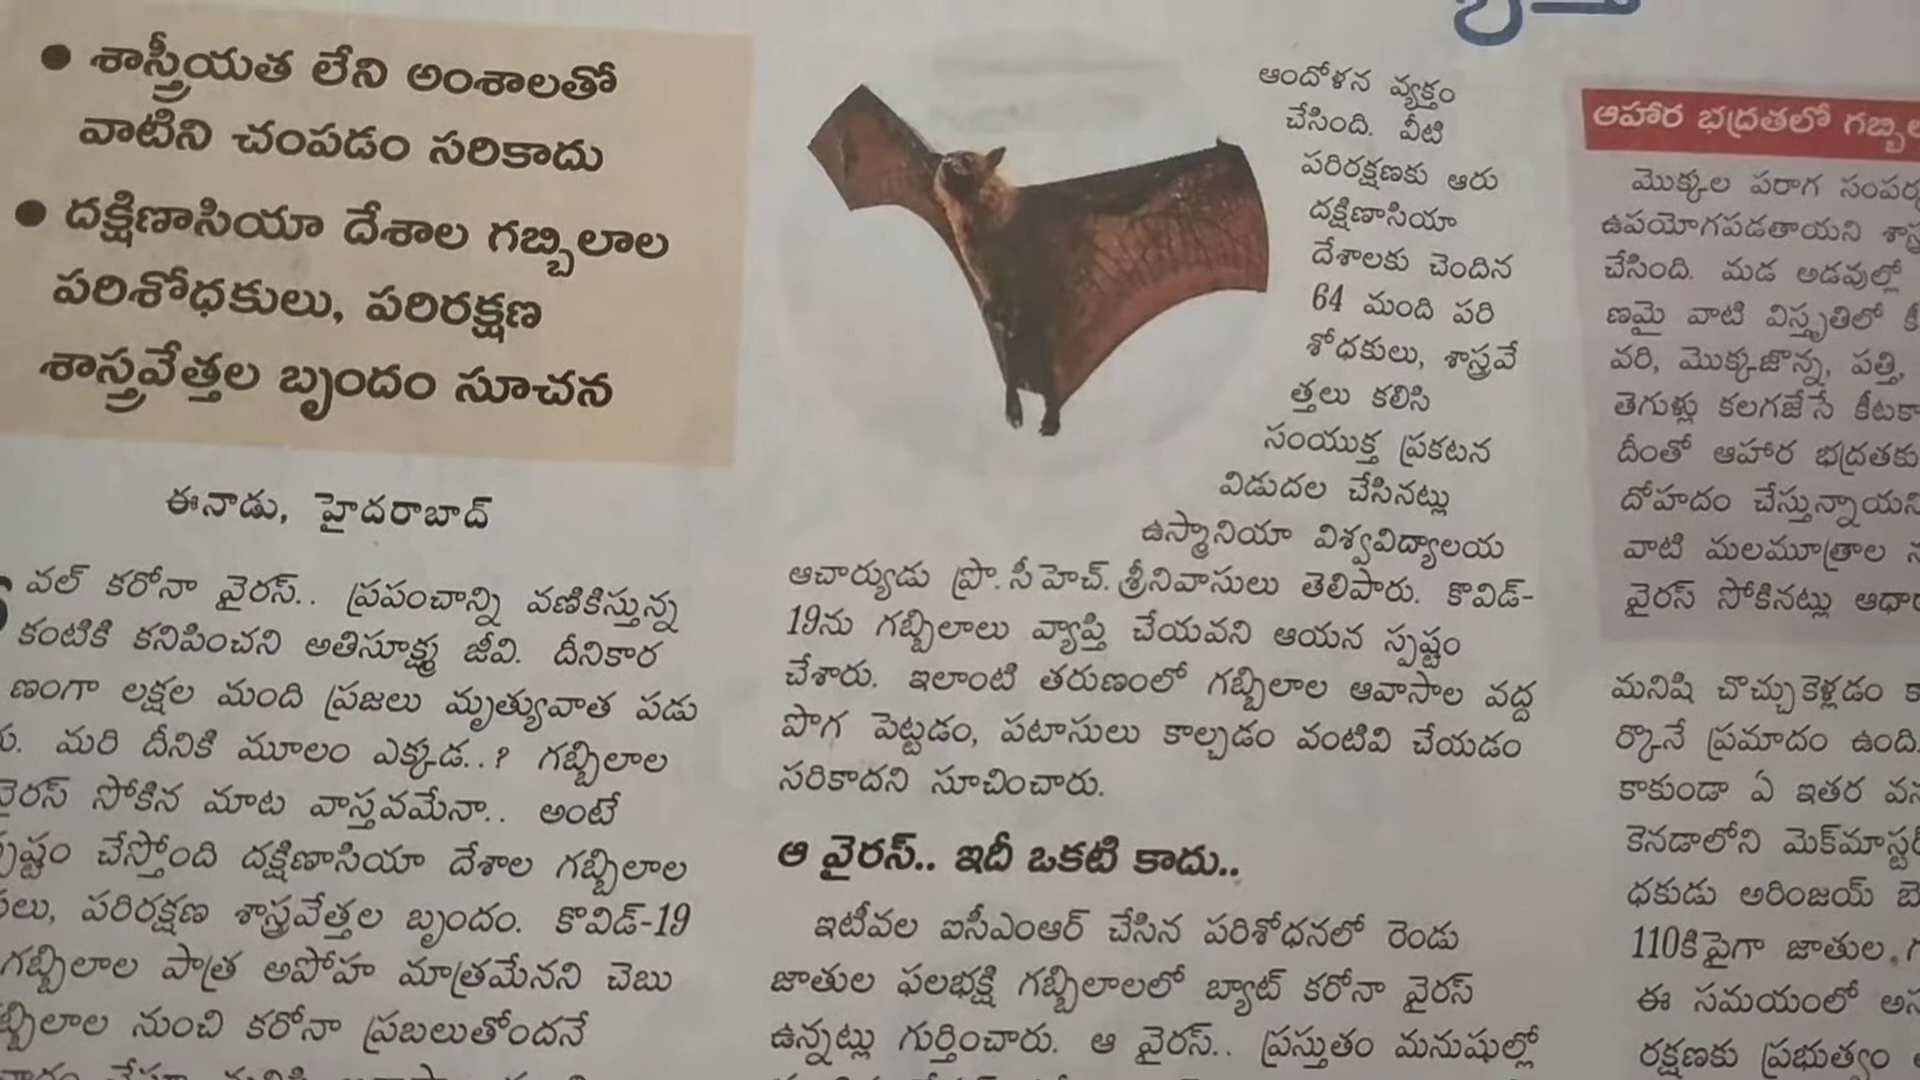 • శాస్త్రీయత లేని అంశాలతో
వాటిని చంపడం సరికాదు
• దక్షిణాసియా దేశాల గబ్బిలాల
పరిశోధకులు, పరిరక్షణ
శాస్త్రవేత్తల బృందం సూచన
ఈనాడు, హైదరాబాద్
వల్ కరోనా వైరస్.. ప్రపంచాన్ని వణికిస్తున్న
కంటికి కనిపించని అతిసూక్ష్మ జీవి. దీనికార
ణంగా లక్షల మంది ప్రజలు మృత్యువాత పడు
మరి దీనికి మూలం ఎక్కడ..? గబ్బిలాల
సోకిన మాట వాస్తవమేనా.. అంటే
చేస్తోంది దక్షిణాసియా దేశాల గబ్బిలాల
పరిరక్షణ శాస్త్రవేత్తల బృందం. కొవిడ్-19
గబ్బిలాల పాత్ర అపోహ మాత్రమేనని చెబు
నుంచి కరోనా ప్రబలుతోందనే
ఆందోళన వ్యక్తం
చేసింది. వీటి
పరిరక్షణకు ఆరు
దక్షిణాసియా
దేశాలకు చెందిన
64 మంది పరి
శోధకులు, శాస్త్రవే
త్తలు కలిసి
సంయుక్త ప్రకటన
విడుదల చేసినట్లు
ఉస్మానియా విశ్వవిద్యాలయ
ఆచార్యుడు ప్రొ. సీహెచ్. శ్రీనివాసులు తెలిపారు. కొవిడ్-
19ను గబ్బిలాలు వ్యాప్తి చేయవని ఆయన స్పష్టం
చేశారు. ఇలాంటి తరుణంలో గబ్బిలాల ఆవాసాల వద్ద
పొగ పెట్టడం, పటాసులు కాల్చడం వంటివి చేయడం
సరికాదని సూచించారు.
ఆ వైరస్.. ఇదీ ఒకటి కాదు..
ఇటీవల ఐసీఎంఆర్ చేసిన పరిశోధనలో రెండు
జాతుల ఫలభక్షి గబ్బిలాలలో బ్యాట్ కరోనా వైరస్
ఉన్నట్లు గుర్తించారు. ఆ వైరస్.. ప్రస్తుతం మనుషుల్లో
ఆహార భద్రతలో
మొక్కల పరాగ
ఉపయోగపడతాయని
చేసింది. మడ అడవుల్లో
ణమై వాటి విస్తృతిలో
వరి, మొక్కజొన్న, పత్తి,
తెగుళ్లు కలగజేసే
దీంతో ఆహార భద్రతకు
దోహదం
వాటి మలమూత్రాల
వైరస్ సోకినట్లు
మనిషి చొచ్చుకెళ్లడం
ర్కొనే ప్రమాదం ఉంది.
కాకుండా ఏ ఇతర
కెనడాలోని
ధకుడు అరింజయ్
110కిపైగా జాతుల
ఈ సమయంలో
రక్షణకు ప్రభుత్వం